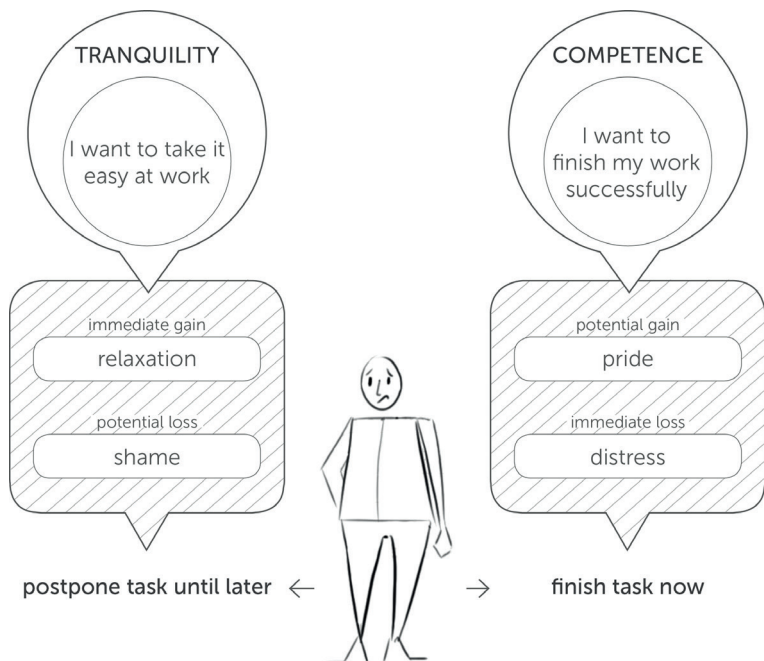 TRANQUILITY
I want to take it
easy at work
immediate gain
relaxation
potential loss
shame
postpone task until later
COMPETENCE
I want to
finish my work
successfully
potential gain
pride
immediate loss
distress
finish task now